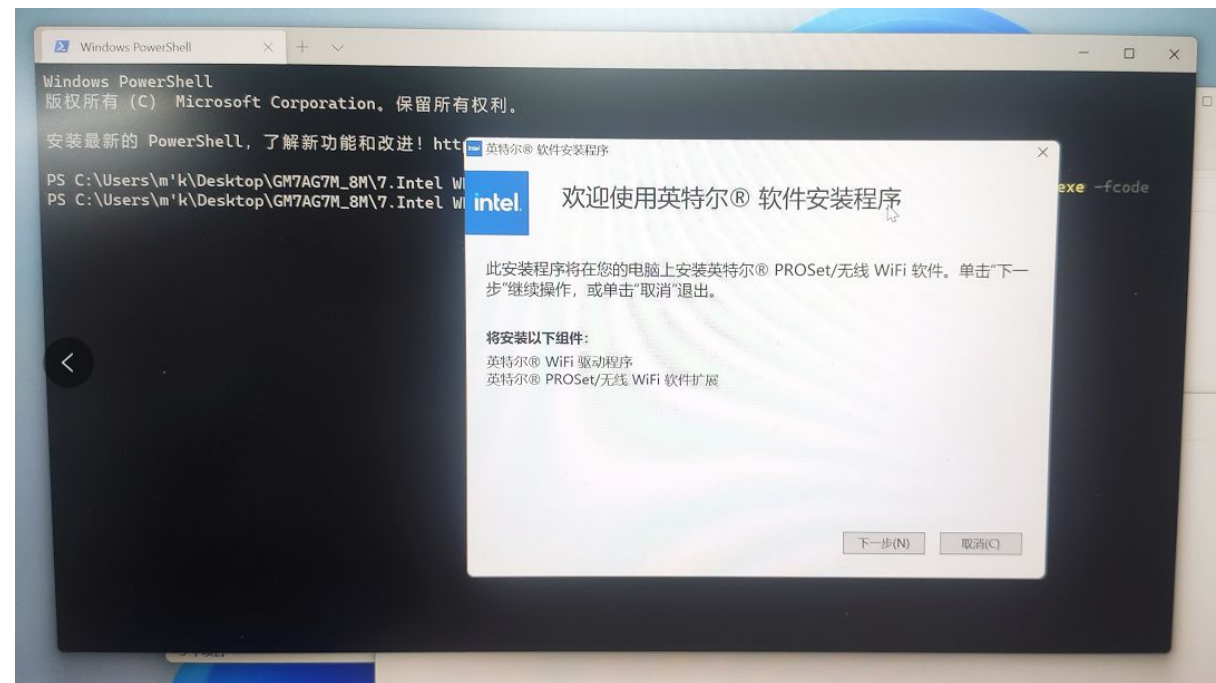 Windows PowerShell
Windows PowerShell
版权所有 (C) Microsoft Corporation。保留所有权利。
安装最新的 PowerShell，了解新功能和改进！htt
PS C:\Users\m'k\Desktop\GM7AG7M_8M\7.Intel W
exe -fcode
PS C:\Users\m'k\Desktop\GM7AG7M_8M\7.Intel W
英特尔® 软件安装程序
intel.
欢迎使用英特尔® 软件安装程序
此安装程序将在您的电脑上安装英特尔® PROSet/无线 WiFi 软件。单击“下一
步”继续操作，或单击“取消”退出。
将安装以下组件：
英特尔® WiFi 驱动程序
英特尔® PROSet/无线 WiFi 软件扩展
下一步(N)
取消(C)